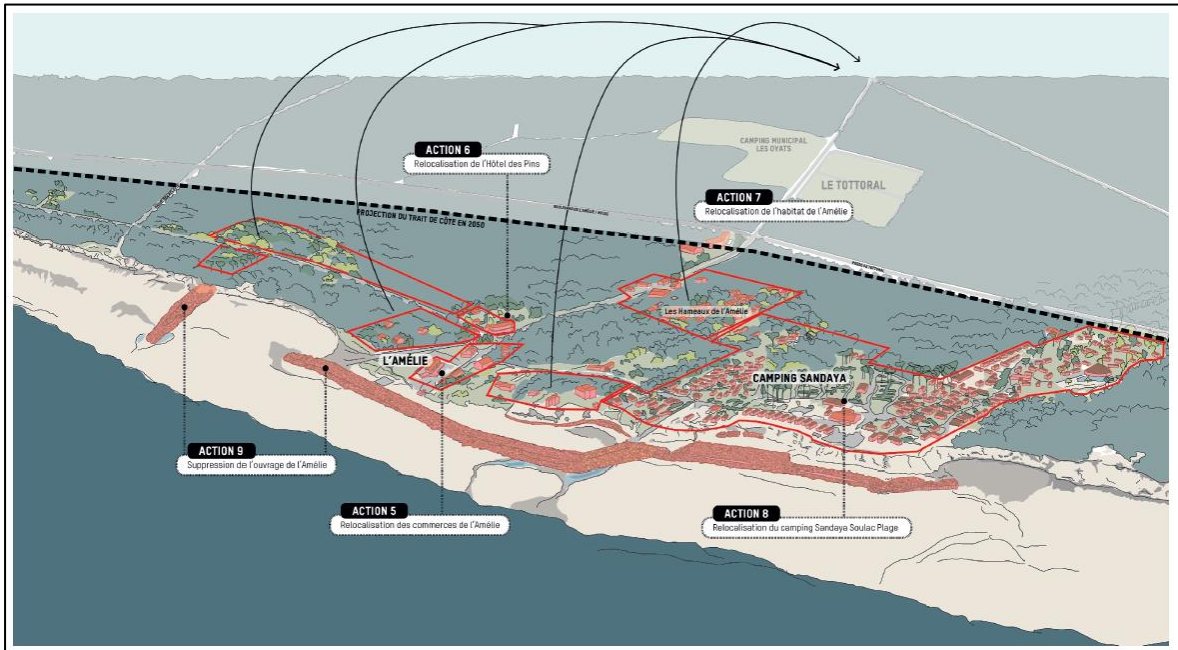 CAMPING MUNICIPAL
LES OYATS
LE TOTTORAL
ACTION 6
Relocalisation de l'Hôtel des Pins
ACTION 7
Relocalisation de l'habitat de l'Amélie
PROJECTION DU TRAIT DE CÔTE EN 2050
Les Hameaux de l'Amélie
L'AMÉLIE
CAMPING SANDAYA
ACTION 9
Suppression de l'ouvrage de l'Amélie
ACTION 5
Relocalisation des commerces de l'Amélie
ACTION 8
Relocalisation du camping Sandaya Soulac Plage